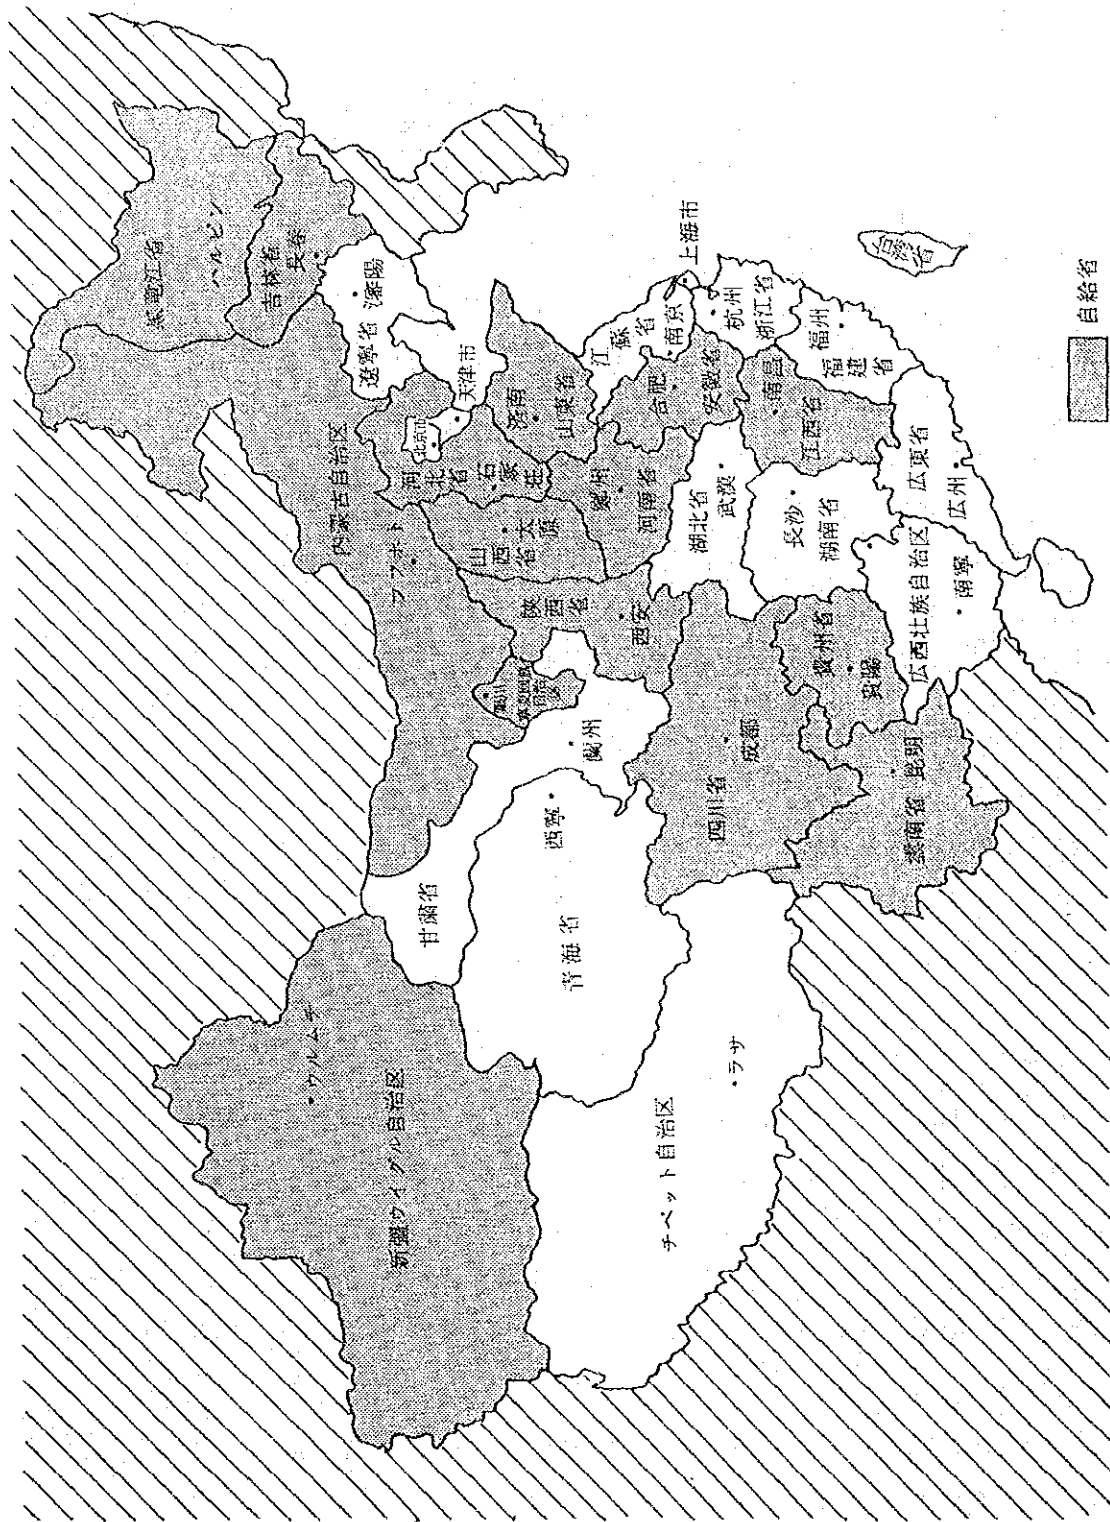 黒竜江省
ハルビン
吉林省
長春
遼寧省
瀋陽
内蒙古自治区
フフホト
北京市
天津市
河北省
石家荘
山西省
太原
済南
山東省
陝西省
西安
鄭州
河南省
江蘇省
南京
上海市
合肥
安徽省
杭州
浙江省
南昌
江西省
福州
福建省
台湾省
湖北省
武漢
長沙
湖南省
広東省
広州
広西壮族自治区
南寧
貴州省
貴陽
雲南省
昆明
四川省
成都
銀川
蘭州
甘粛省
西寧
青海省
ウルムチ
新疆ウイグル自治区
チベット自治区
ラサ
自給省